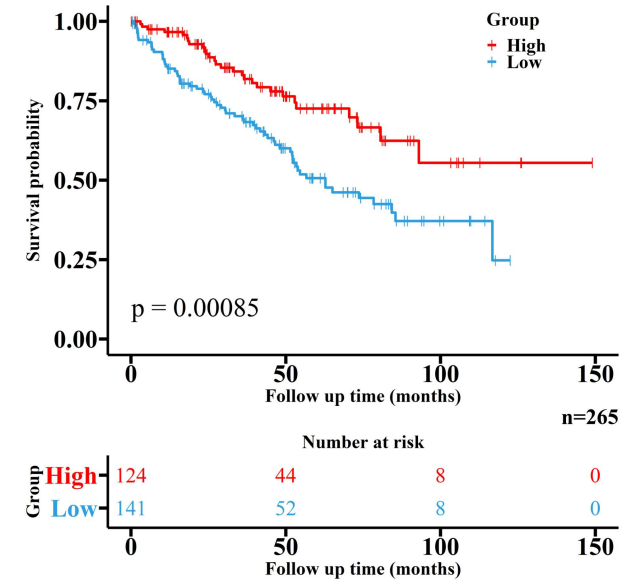 Group
High
Low
Survival probability
1.00
0.75
0.50
0.25
0.00
p = 0.00085
0 50 100 150
Follow up time (months)
n=265
Number at risk
Group
High 124 44 8 0
Low 141 52 8 0
0 50 100 150
Follow up time (months)